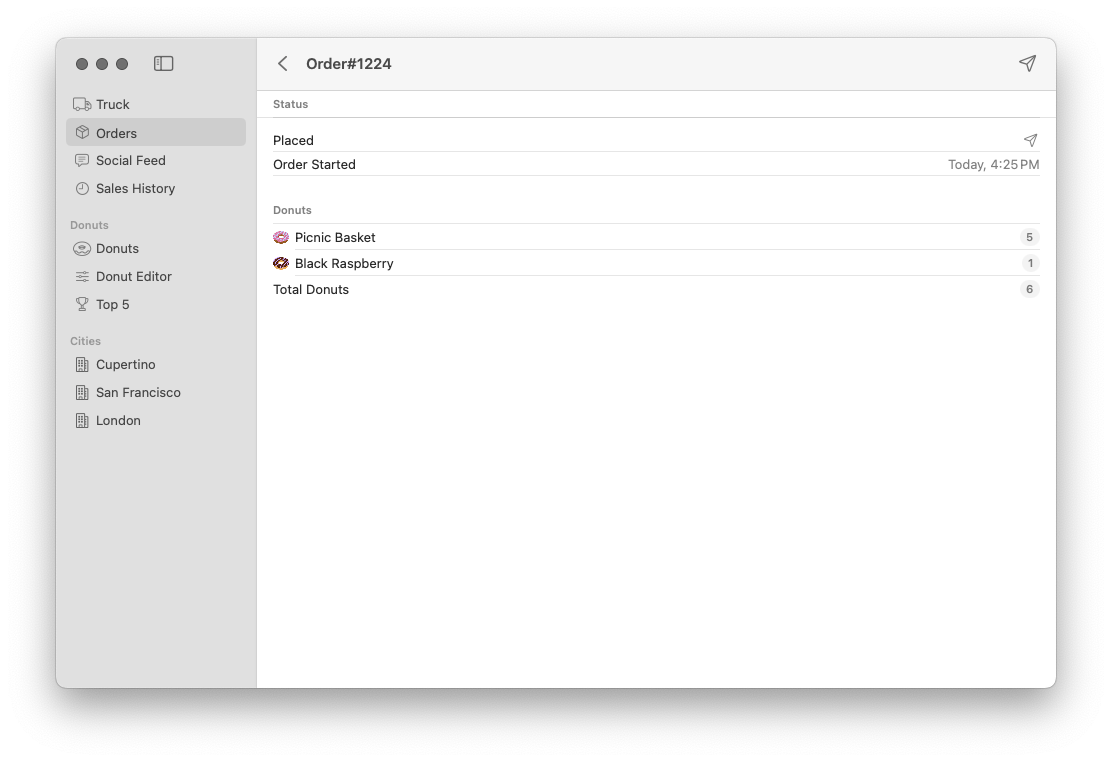 Order#1224
Truck
Orders
Social Feed
Sales History
Donuts
Donuts
Donut Editor
Top 5
Cities
Cupertino
San Francisco
London
Status
Placed
Order Started Today, 4:25 PM
Donuts
Picnic Basket 5
Black Raspberry 1
Total Donuts 6